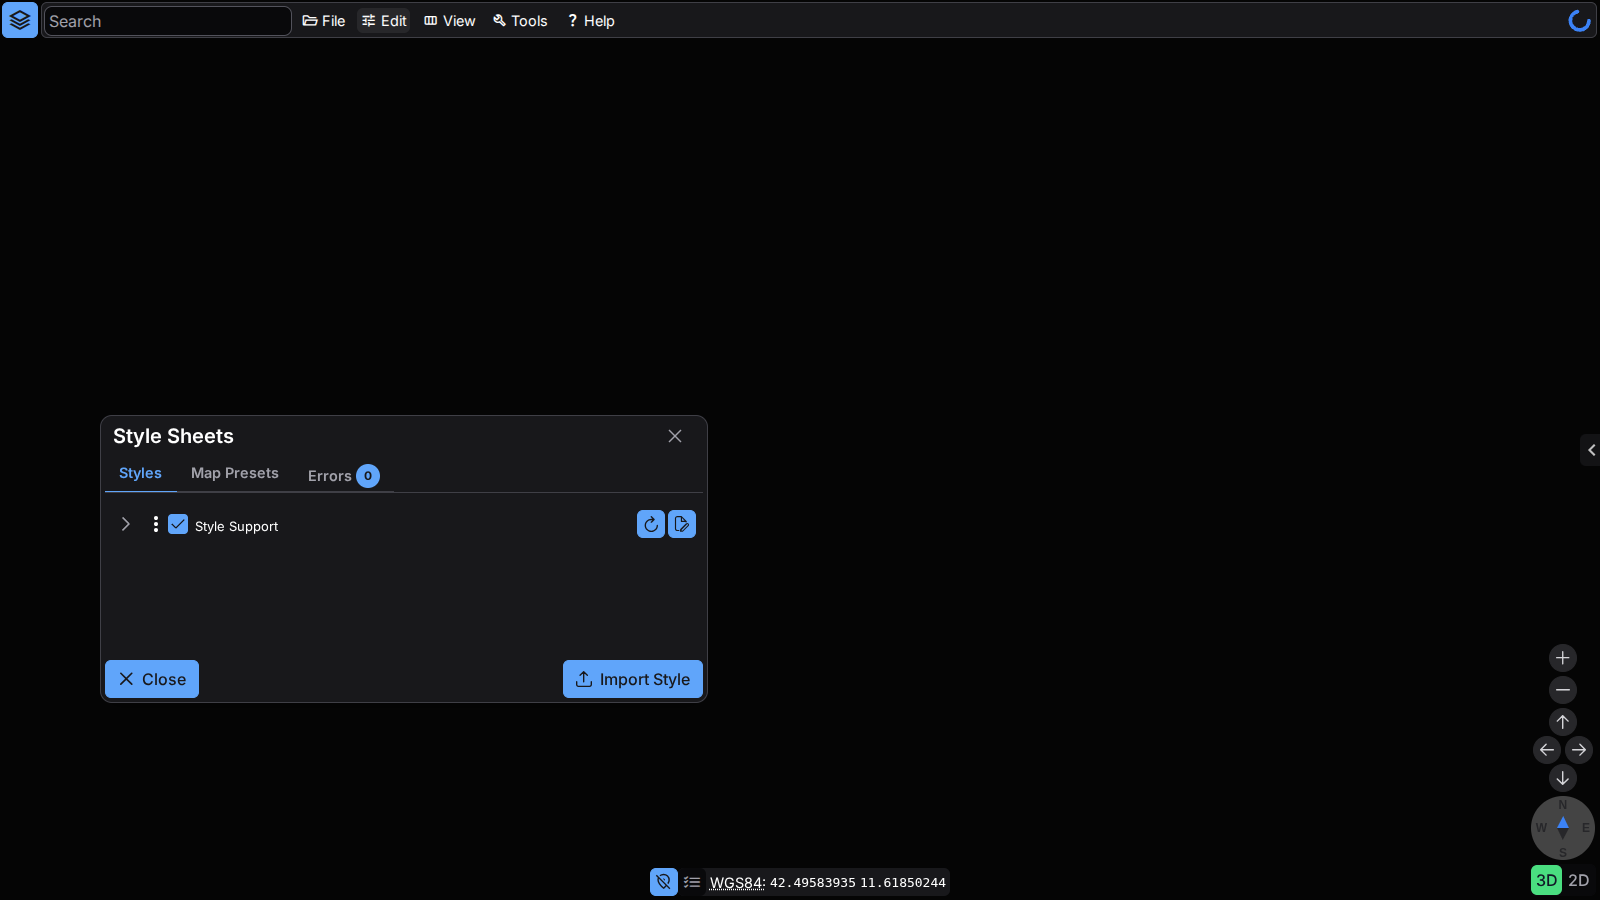 Search File Edit View Tools ? Help
Style Sheets
Styles Map Presets Errors 0
Style Support
Close Import Style
N
W E
S
WGS84: 42.49583935 11.61850244
3D 2D